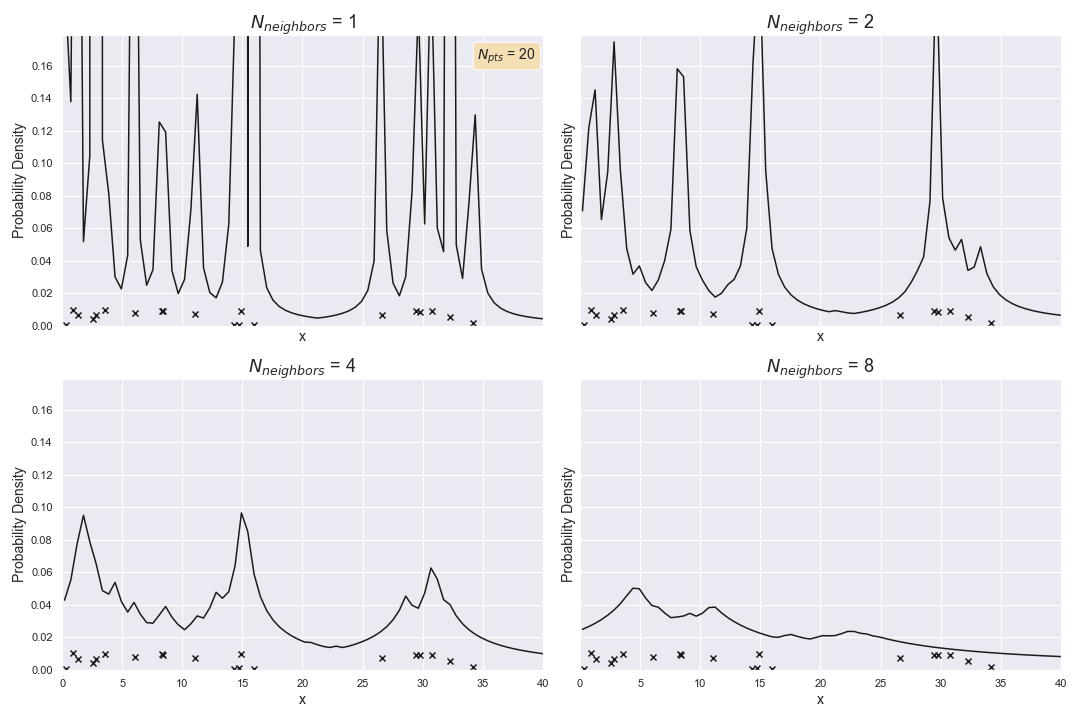 N_neighbors = 1
N_neighbors = 2
N_pts = 20
Probability Density
0.16
0.14
0.12
0.10
0.08
0.06
0.04
0.02
0.00
x
Probability Density
x
N_neighbors = 4
N_neighbors = 8
Probability Density
0.16
0.14
0.12
0.10
0.08
0.06
0.04
0.02
0.00
0 5 10 15 20 25 30 35 40
x
Probability Density
0 5 10 15 20 25 30 35 40
x